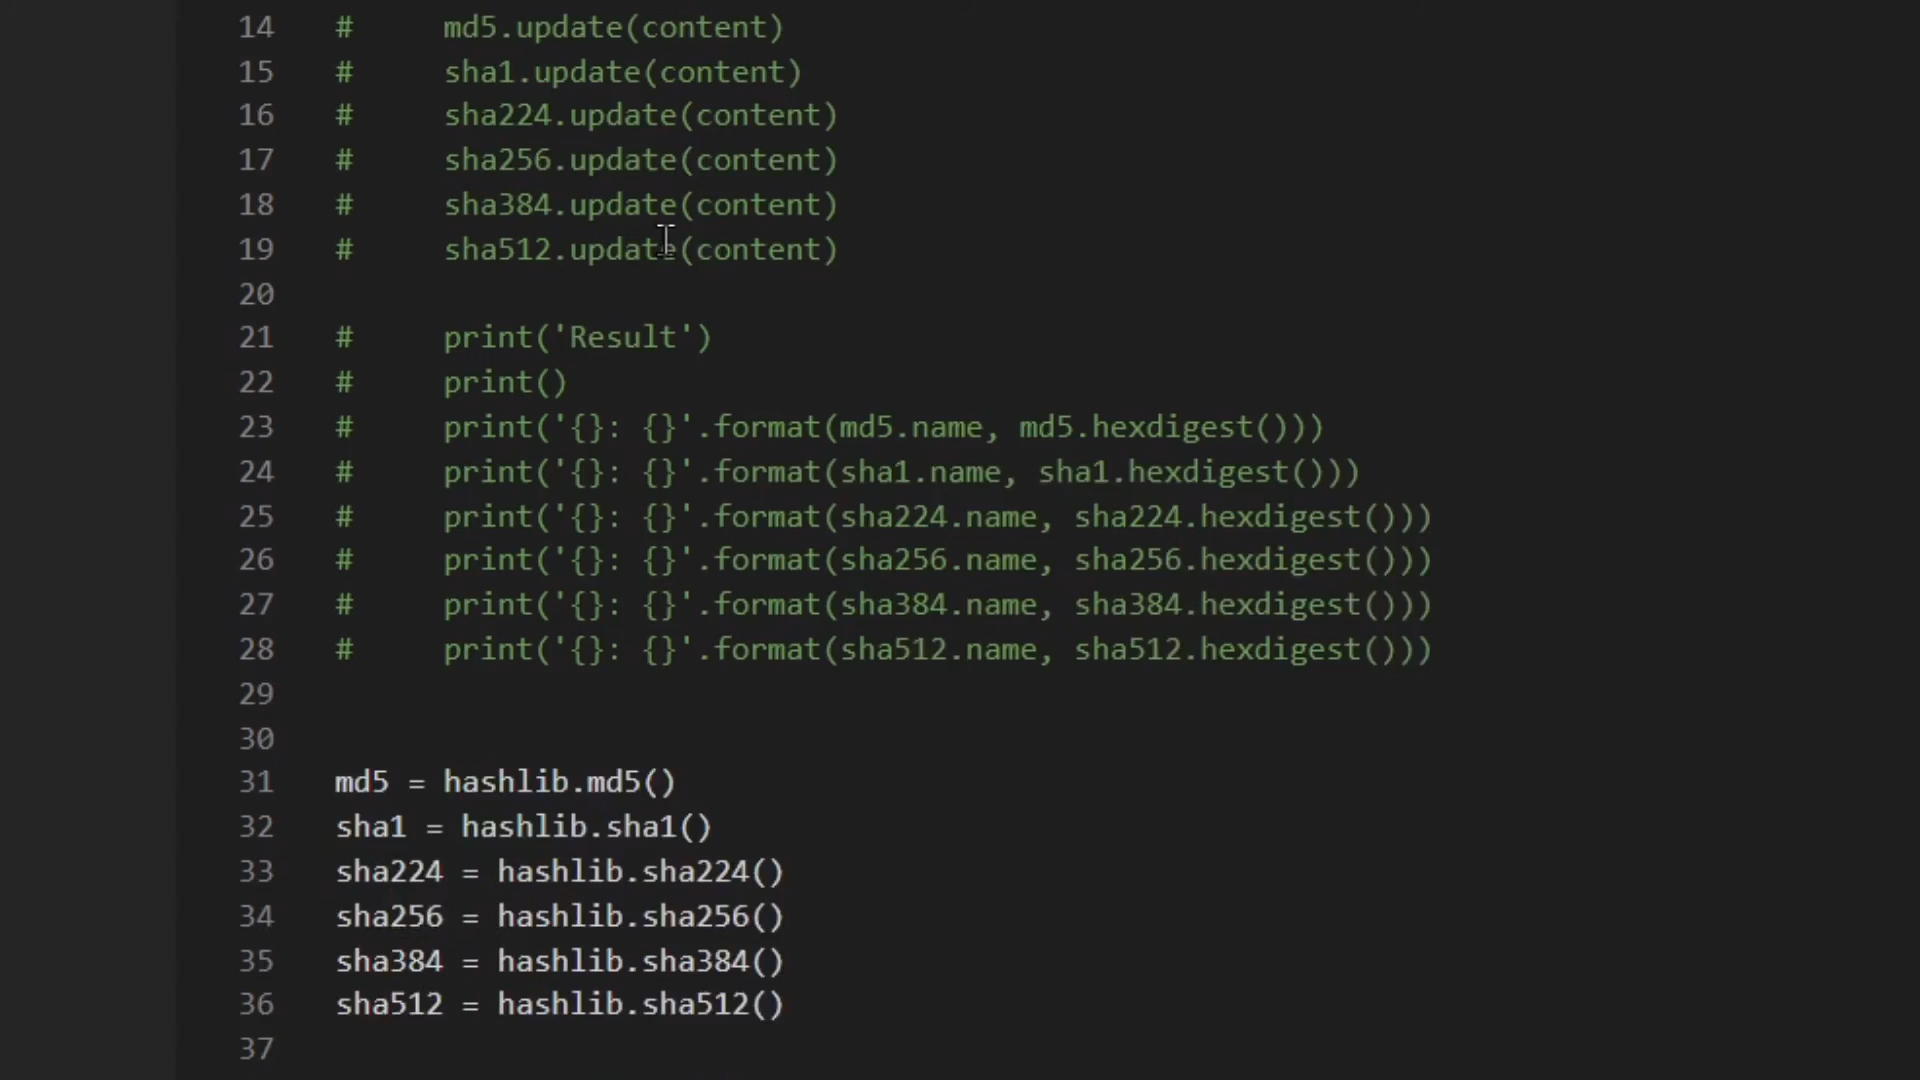 14 #     md5.update(content)
15 #     sha1.update(content)
16 #     sha224.update(content)
17 #     sha256.update(content)
18 #     sha384.update(content)
19 #     sha512.update(content)
20
21 #     print('Result')
22 #     print()
23 #     print('{}: {}'.format(md5.name, md5.hexdigest()))
24 #     print('{}: {}'.format(sha1.name, sha1.hexdigest()))
25 #     print('{}: {}'.format(sha224.name, sha224.hexdigest()))
26 #     print('{}: {}'.format(sha256.name, sha256.hexdigest()))
27 #     print('{}: {}'.format(sha384.name, sha384.hexdigest()))
28 #     print('{}: {}'.format(sha512.name, sha512.hexdigest()))
29
30
31 md5 = hashlib.md5()
32 sha1 = hashlib.sha1()
33 sha224 = hashlib.sha224()
34 sha256 = hashlib.sha256()
35 sha384 = hashlib.sha384()
36 sha512 = hashlib.sha512()
37